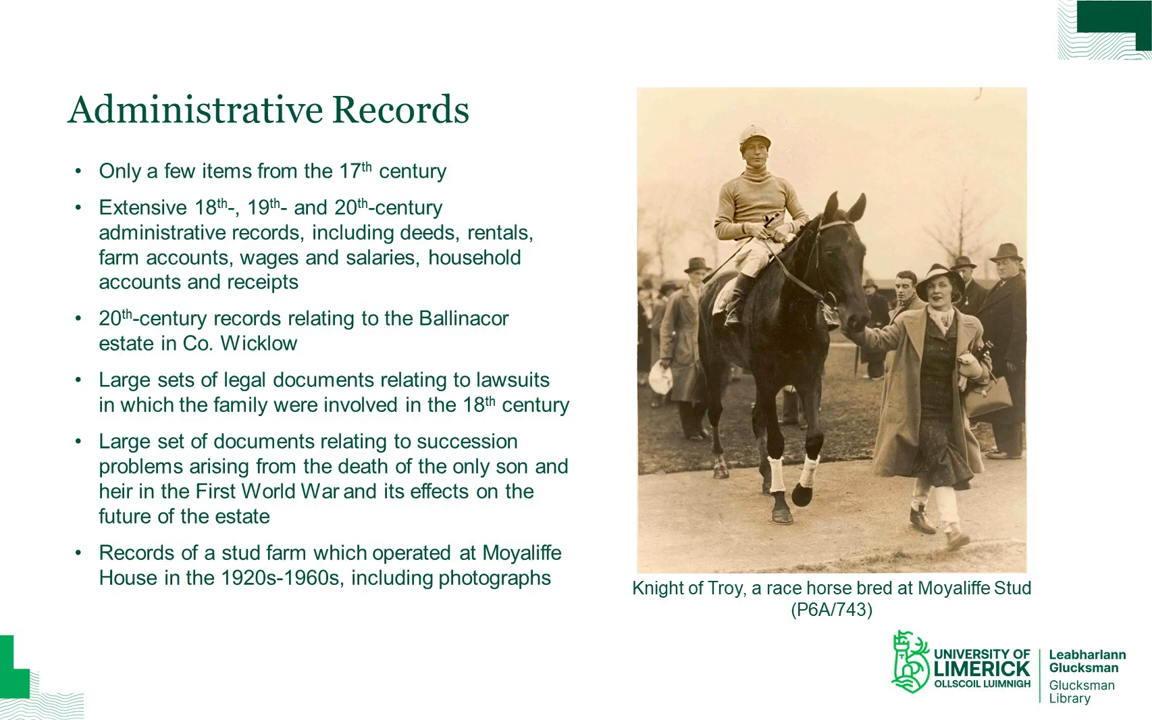 Administrative Records
• Only a few items from the 17th century
• Extensive 18th-, 19th- and 20th-century
administrative records, including deeds, rentals,
farm accounts, wages and salaries, household
accounts and receipts
• 20th-century records relating to the Ballinacor
estate in Co. Wicklow
• Large sets of legal documents relating to lawsuits
in which the family were involved in the 18th century
• Large set of documents relating to succession
problems arising from the death of the only son and
heir in the First World War and its effects on the
future of the estate
• Records of a stud farm which operated at Moyaliffe
House in the 1920s-1960s, including photographs
Knight of Troy, a race horse bred at Moyaliffe Stud
(P6A/743)
UNIVERSITY OF
LIMERICK
OLLSCOIL LUIMNIGH
Leabharlann
Glucksman
Glucksman
Library